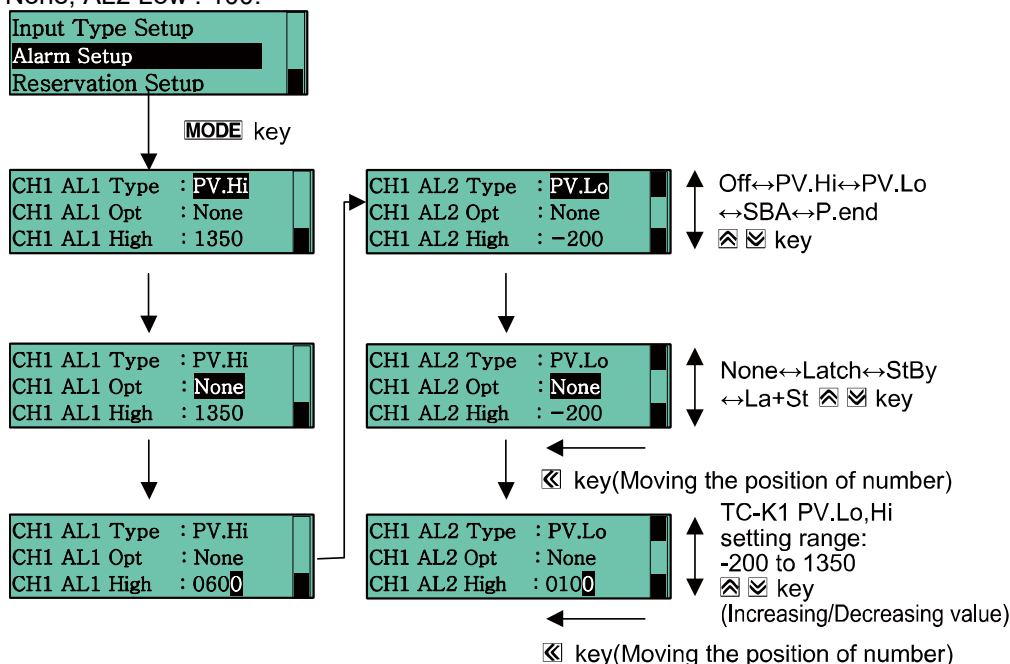 None, AL2 Low : 100.
Input Type Setup
Alarm Setup
Reservation Setup
MODE key
CH1 AL1 Type : PV.Hi
CH1 AL1 Opt : None
CH1 AL1 High : 1350
CH1 AL2 Type : PV.Lo
CH1 AL2 Opt : None
CH1 AL2 High : −200
Off↔PV.Hi↔PV.Lo
↔SBA↔P.end
key
CH1 AL1 Type : PV.Hi
CH1 AL1 Opt : None
CH1 AL1 High : 1350
CH1 AL2 Type : PV.Lo
CH1 AL2 Opt : None
CH1 AL2 High : −200
None↔Latch↔StBy
↔La+St key
key(Moving the position of number)
CH1 AL1 Type : PV.Hi
CH1 AL1 Opt : None
CH1 AL1 High : 0600
CH1 AL2 Type : PV.Lo
CH1 AL2 Opt : None
CH1 AL2 High : 0100
TC-K1 PV.Lo,Hi
setting range:
-200 to 1350
key
(Increasing/Decreasing value)
key(Moving the position of number)